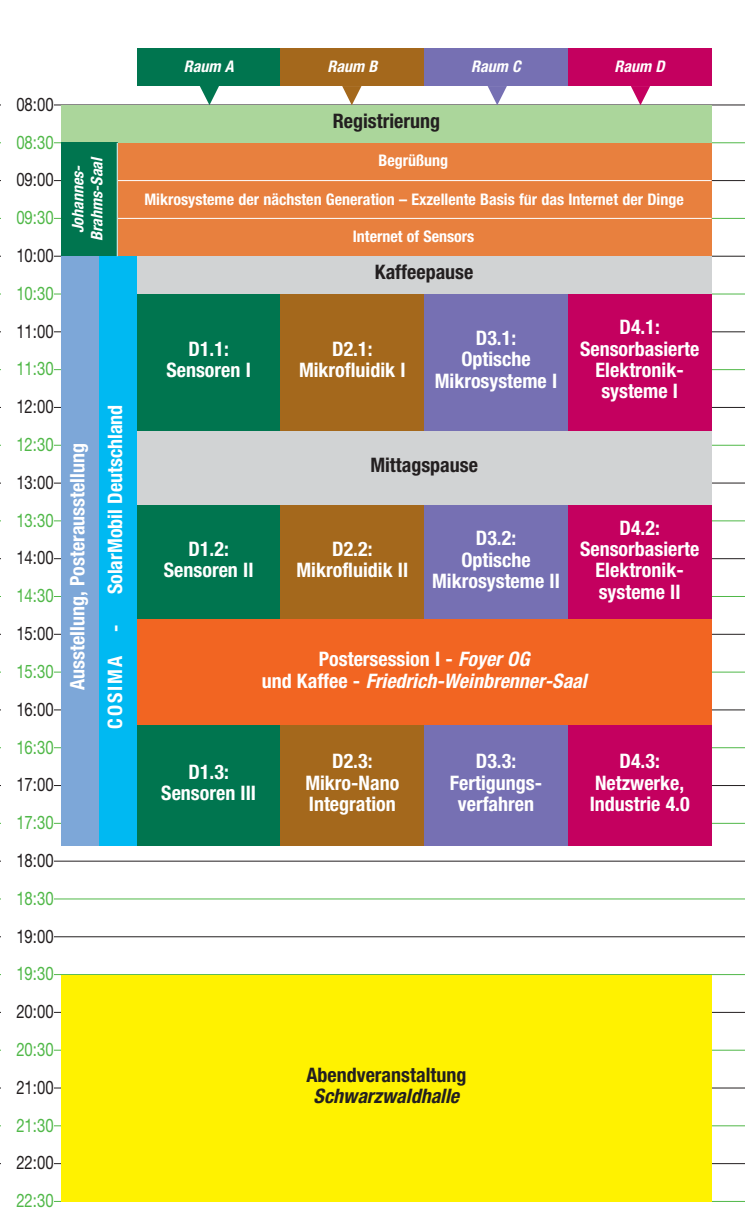 Raum A
Raum B
Raum C
Raum D
08:00
Registrierung
08:30
Johannes-
Brahms-Saal
Begrüßung
09:00
Mikrosysteme der nächsten Generation – Exzellente Basis für das Internet der Dinge
09:30
Internet of Sensors
10:00
Kaffeepause
10:30
11:00
11:30
12:00
D1.1:
Sensoren I
D2.1:
Mikrofluidik I
D3.1:
Optische
Mikrosysteme I
D4.1:
Sensorbasierte
Elektronik-
systeme I
Ausstellung, Posterausstellung
COSIMA - SolarMobil Deutschland
12:30
Mittagspause
13:00
13:30
14:00
14:30
D1.2:
Sensoren II
D2.2:
Mikrofluidik II
D3.2:
Optische
Mikrosysteme II
D4.2:
Sensorbasierte
Elektronik-
systeme II
15:00
15:30
Postersession I - Foyer OG
und Kaffee - Friedrich-Weinbrenner-Saal
16:00
16:30
17:00
17:30
D1.3:
Sensoren III
D2.3:
Mikro-Nano
Integration
D3.3:
Fertigungs-
verfahren
D4.3:
Netzwerke,
Industrie 4.0
18:00
18:30
19:00
19:30
20:00
20:30
21:00
Abendveranstaltung
Schwarzwaldhalle
21:30
22:00
22:30